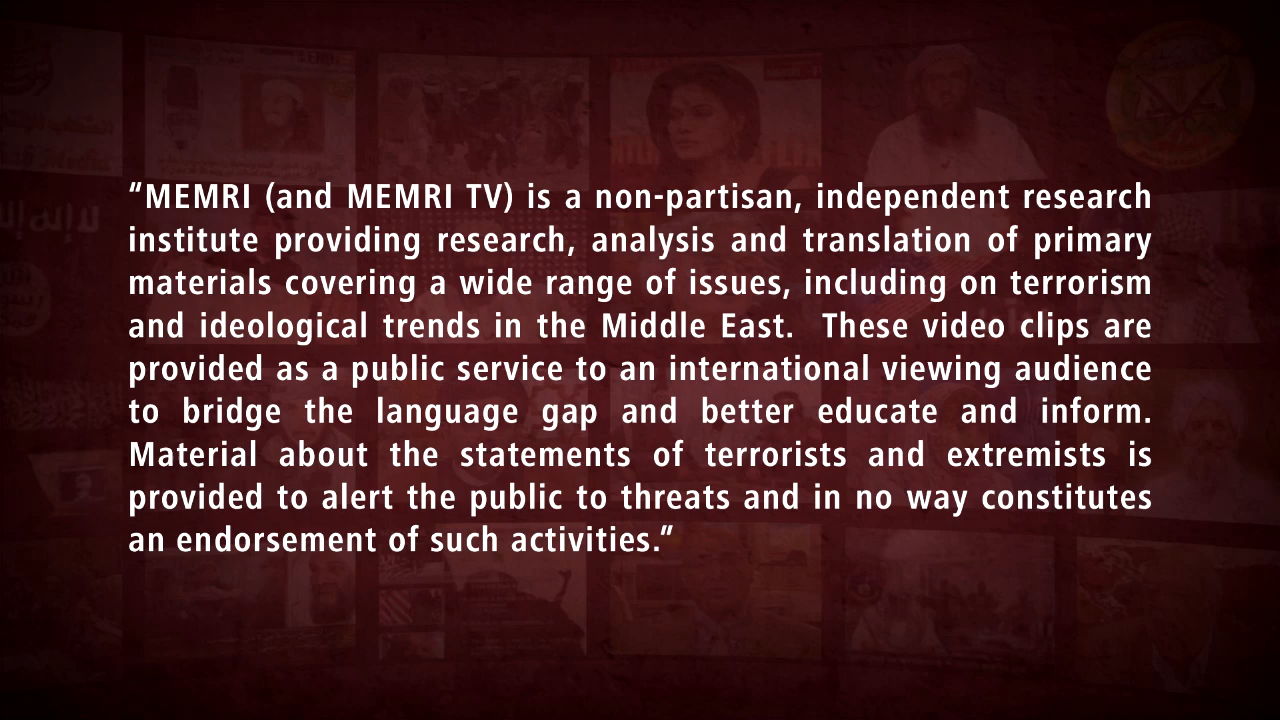 “MEMRI (and MEMRI TV) is a non-partisan, independent research
institute providing research, analysis and translation of primary
materials covering a wide range of issues, including on terrorism
and ideological trends in the Middle East.  These video clips are
provided as a public service to an international viewing audience
to bridge the language gap and better educate and inform.
Material about the statements of terrorists and extremists is
provided to alert the public to threats and in no way constitutes
an endorsement of such activities.”